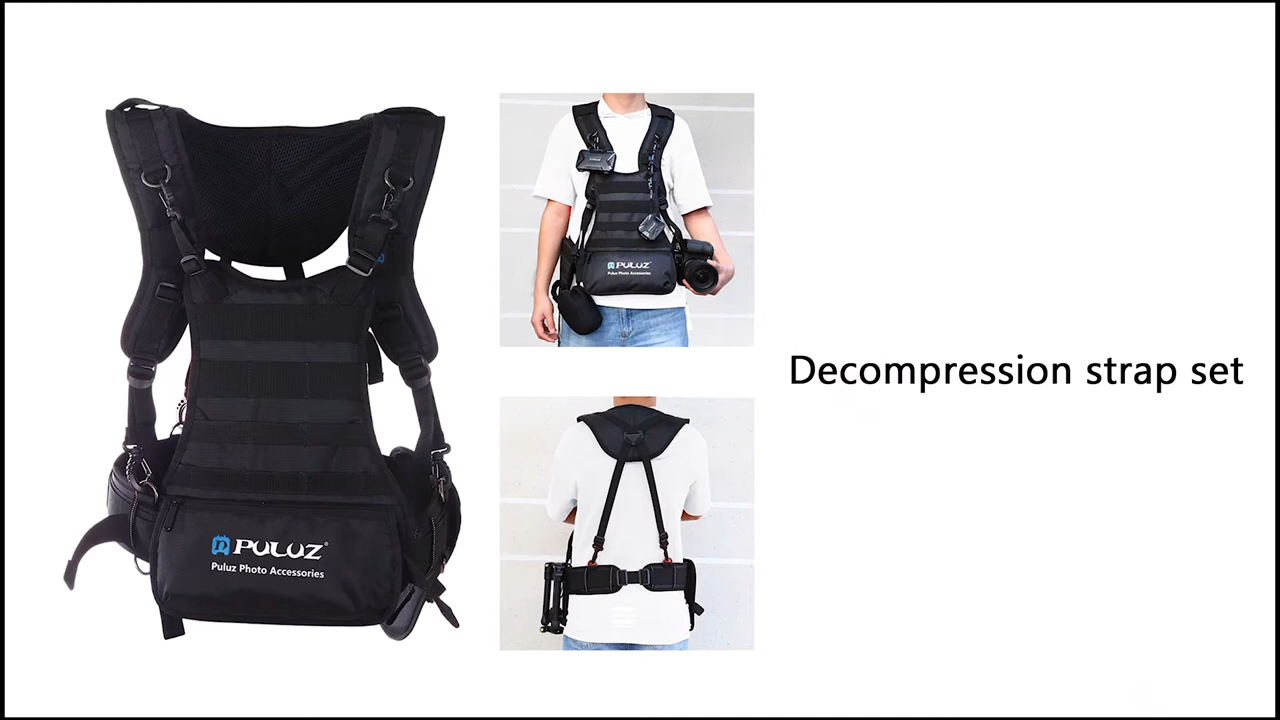 PULUZ®
Puluz Photo Accessories
PULUZ
Puluz Photo Accessories
Decompression strap set